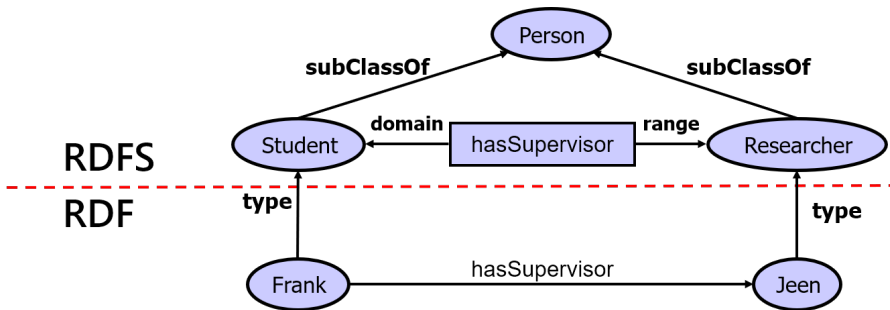 Person
subClassOf
subClassOf
domain
range
Student
hasSupervisor
Researcher
RDFS
RDF
type
type
hasSupervisor
Frank
Jeen